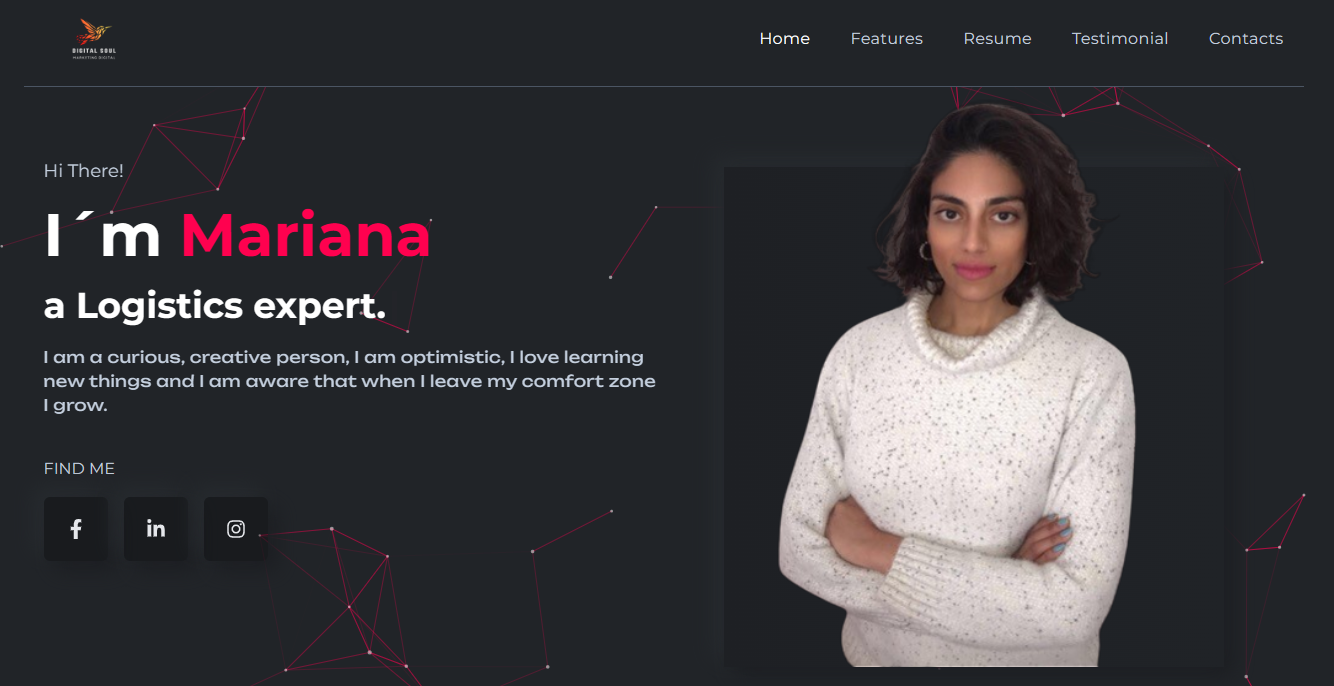 DIGITAL SOUL
MARKETING DIGITAL
Home Features Resume Testimonial Contacts
Hi There!
I´m Mariana
a Logistics expert.
I am a curious, creative person, I am optimistic, I love learning
new things and I am aware that when I leave my comfort zone
I grow.
FIND ME